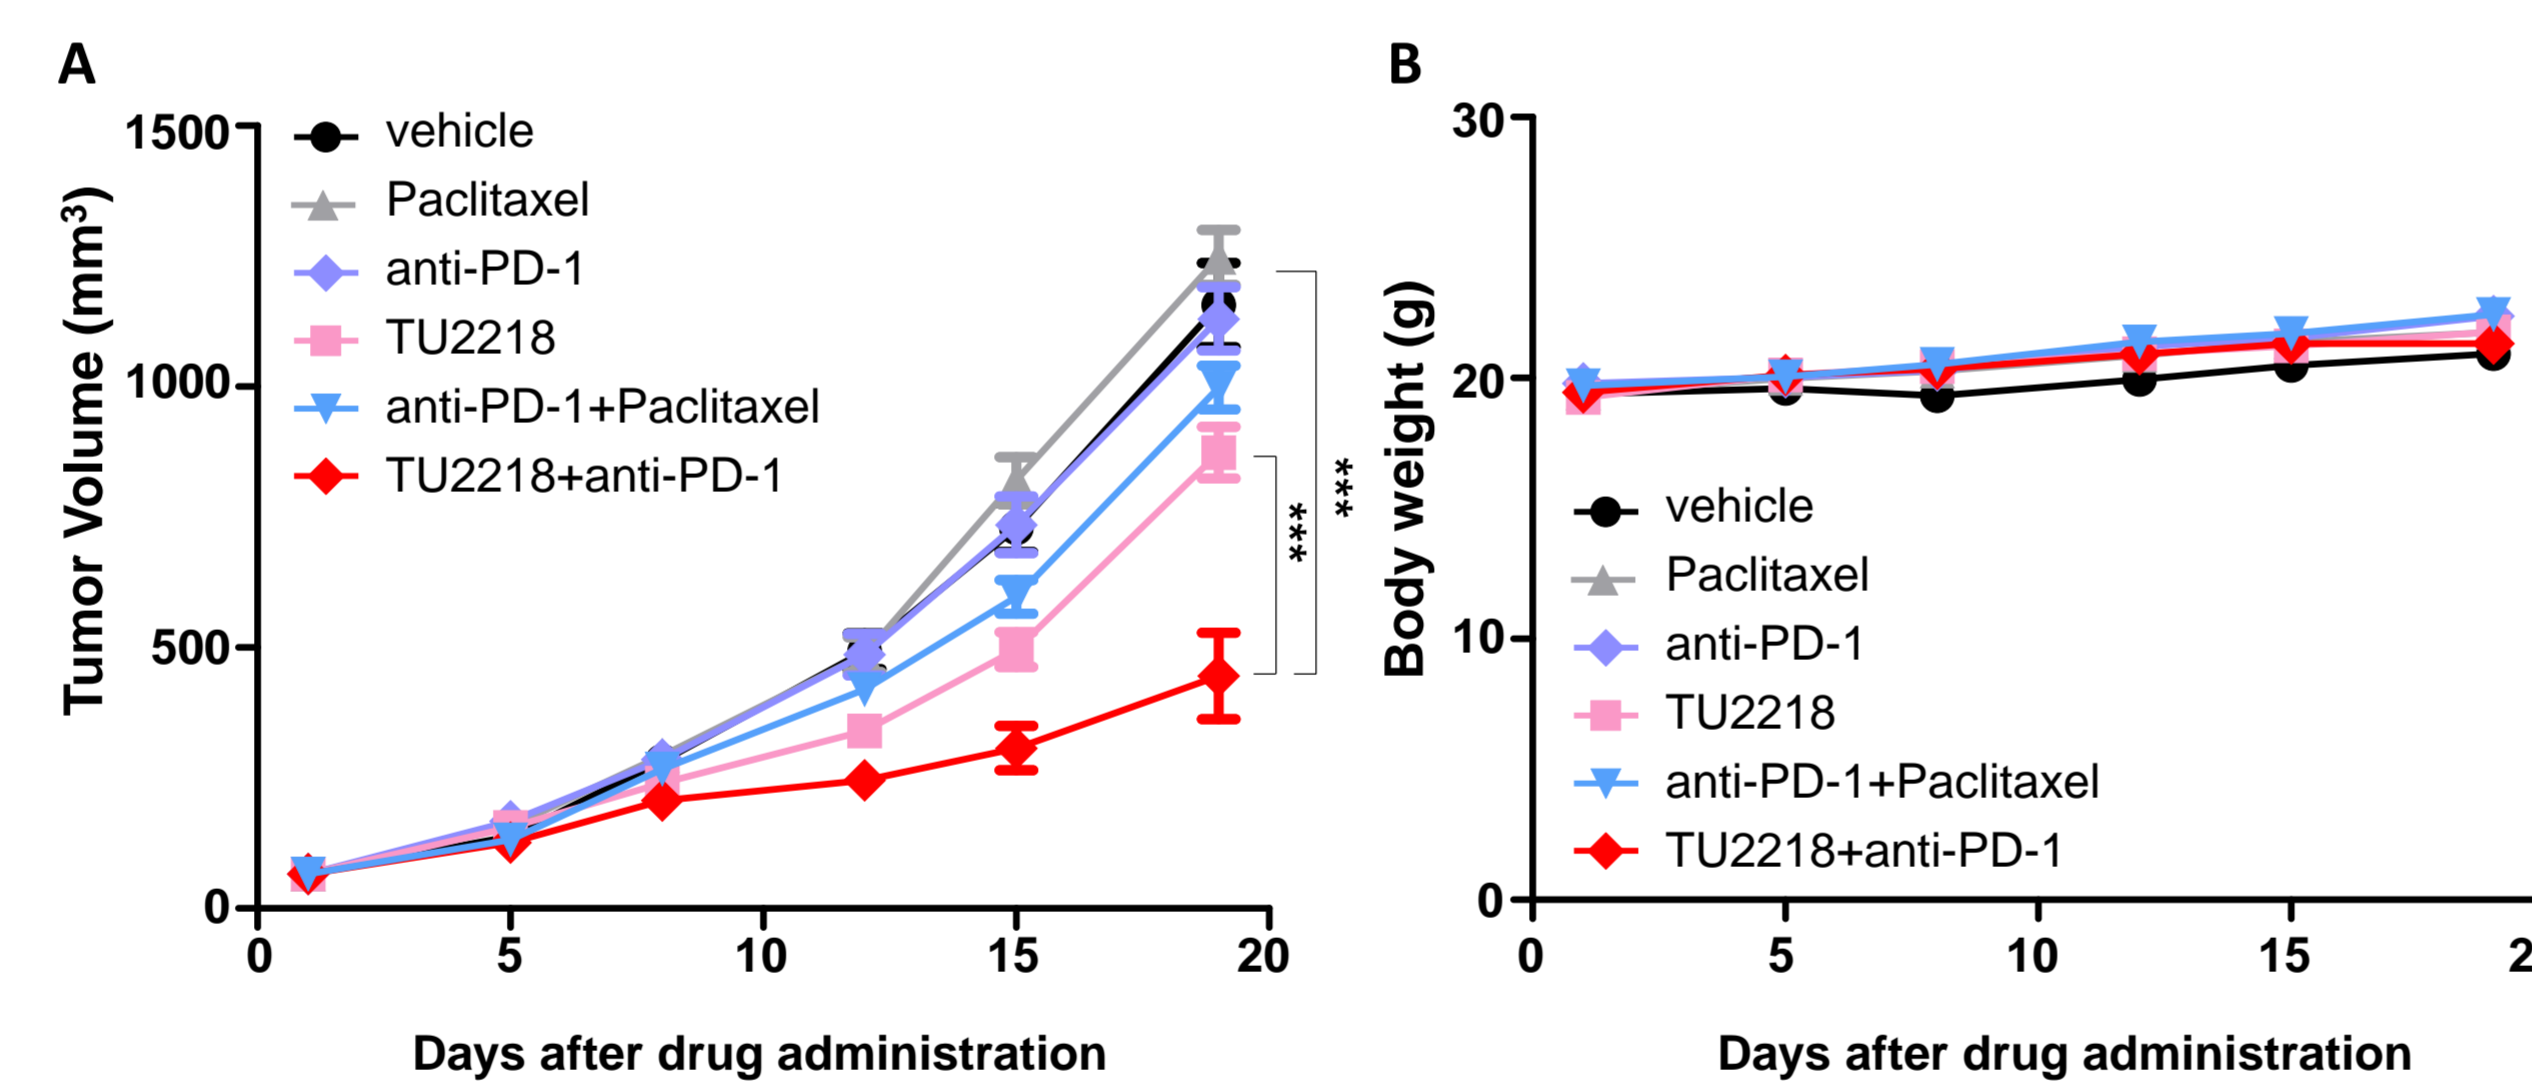 A
Tumor Volume (mm³)
1500
1000
500
0
vehicle
Paclitaxel
anti-PD-1
TU2218
anti-PD-1+Paclitaxel
TU2218+anti-PD-1
***
***
0 5 10 15 20
Days after drug administration
B
Body weight (g)
30
20
10
0
vehicle
Paclitaxel
anti-PD-1
TU2218
anti-PD-1+Paclitaxel
TU2218+anti-PD-1
0 5 10 15 2
Days after drug administration